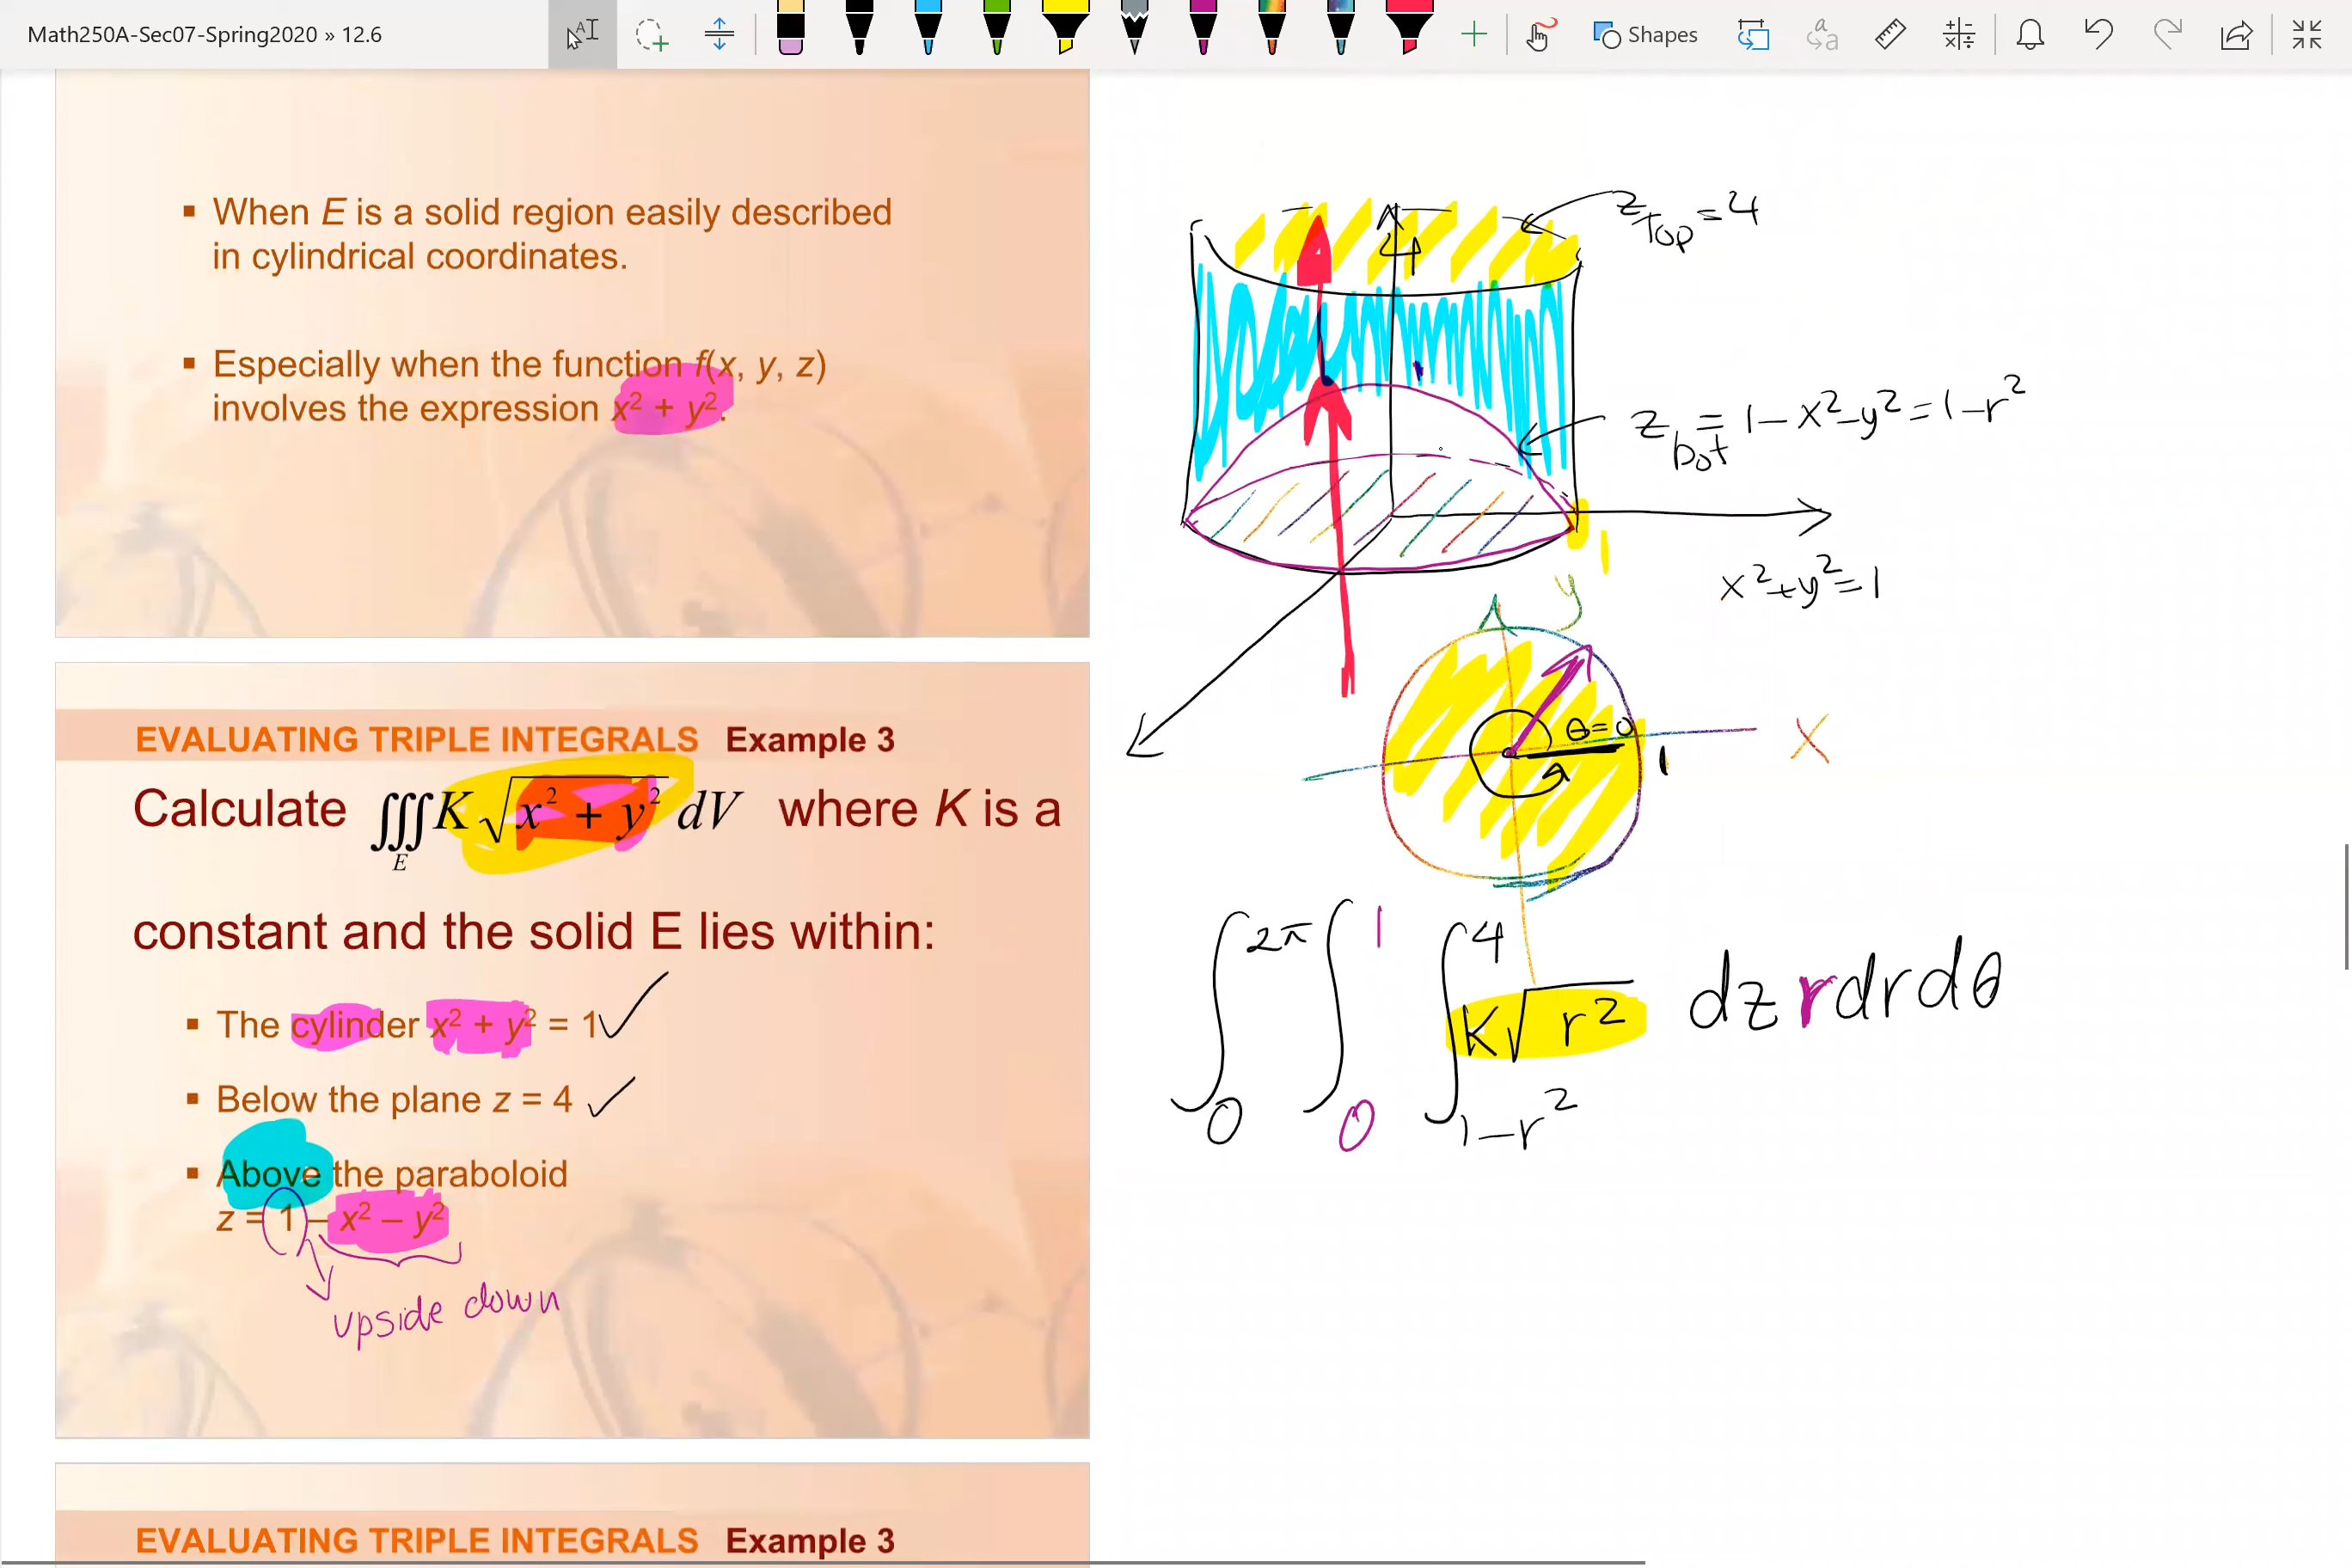 Math250A-Sec07-Spring2020 » 12.6
Shapes
▪ When E is a solid region easily described
in cylindrical coordinates.
▪ Especially when the function f(x, y, z)
involves the expression x² + y².
EVALUATING TRIPLE INTEGRALS Example 3
Calculate ∭_E K √(x² + y²) dV where K is a
constant and the solid E lies within:
▪ The cylinder x² + y² = 1 ✓
▪ Below the plane z = 4 ✓
▪ Above the paraboloid
z = 1 – x² – y²
upside down
EVALUATING TRIPLE INTEGRALS Example 3
z_Top = 4
4
z_bot = 1 – x² – y² = 1 – r²
1
x² + y² = 1
y
θ = 0
1
x
∫_0^{2π} ∫_0^1 ∫_{1–r²}^4 K√(r²) dz r dr dθ